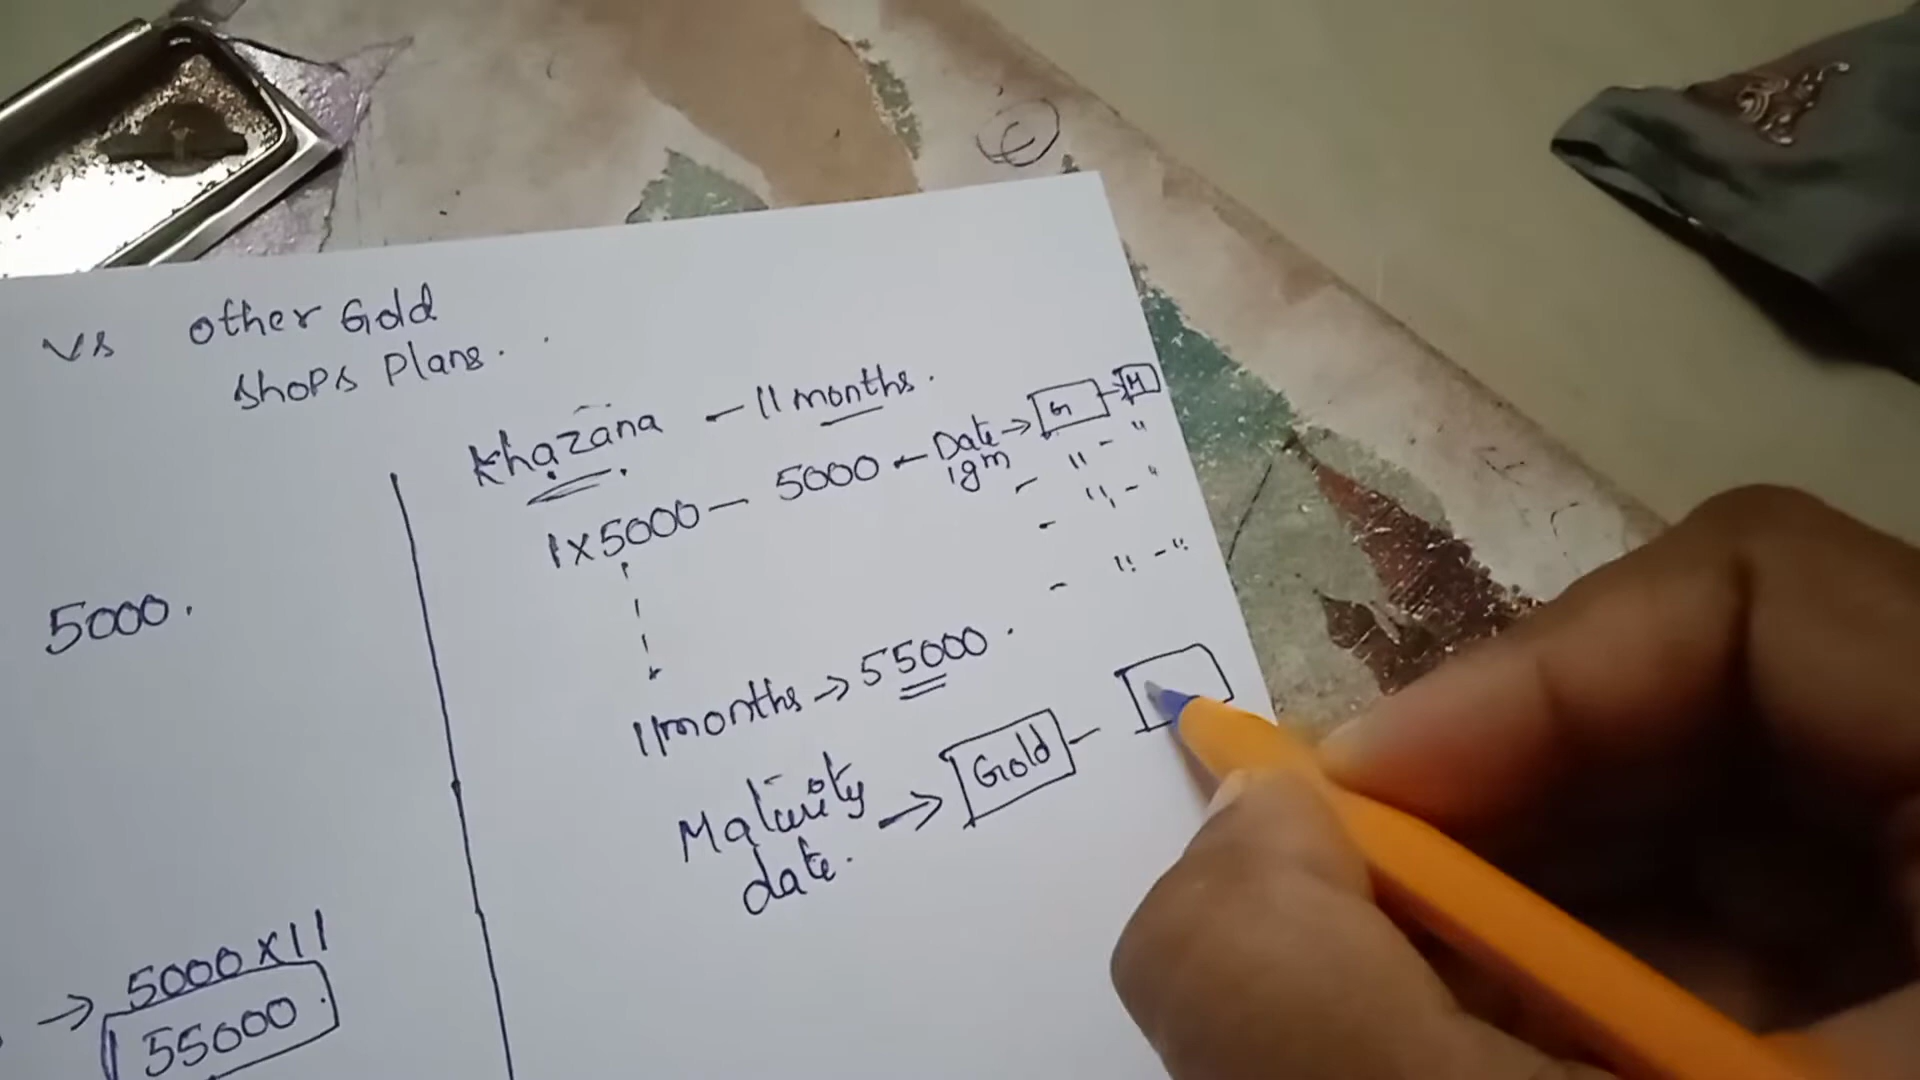 vs other Gold
shops Plans.
Khazana - 11 months.
1x5000 - 5000 - Date → G → M
1gm
- " - "
- " - "
- " - "
11months → 55000.
Maturity → Gold -
date.
5000.
→ 5000x11
55000.